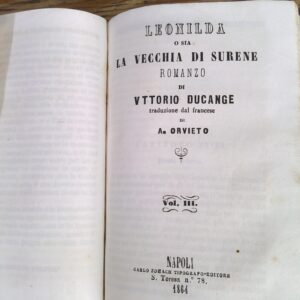 LEONILDA
O SIA
LA VECCHIA DI SURENE
ROMANZO
DI
VTTORIO DUCANGE
traduzione dal francese
DI
A. ORVIETO
Vol. III.
NAPOLI
CARLO TIPOGRAFO-EDITORE
S. Teresa n.° 78.
1864